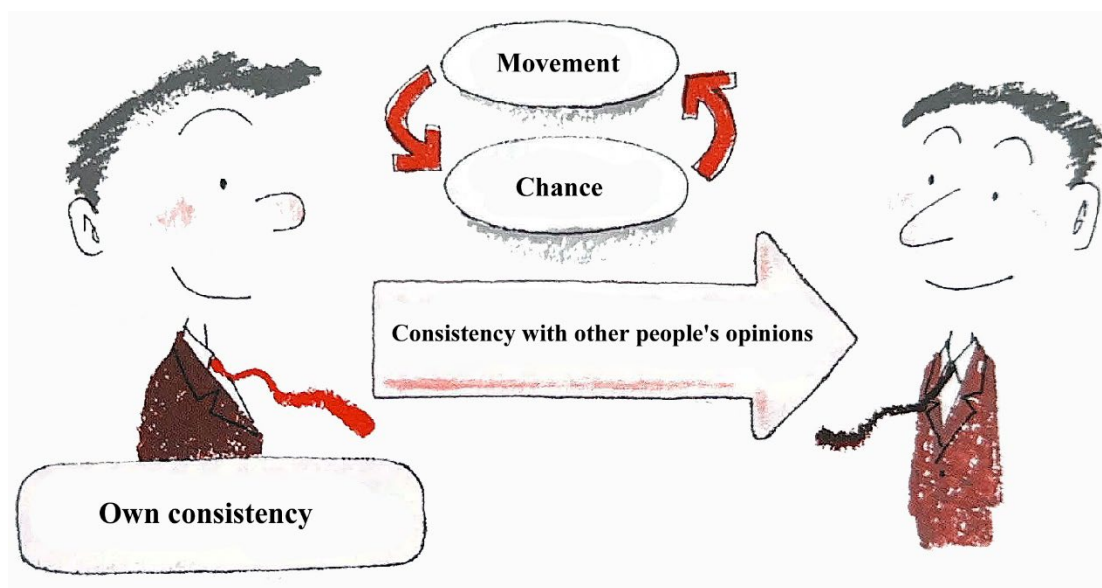 Movement
Chance
Consistency with other people's opinions
Own consistency